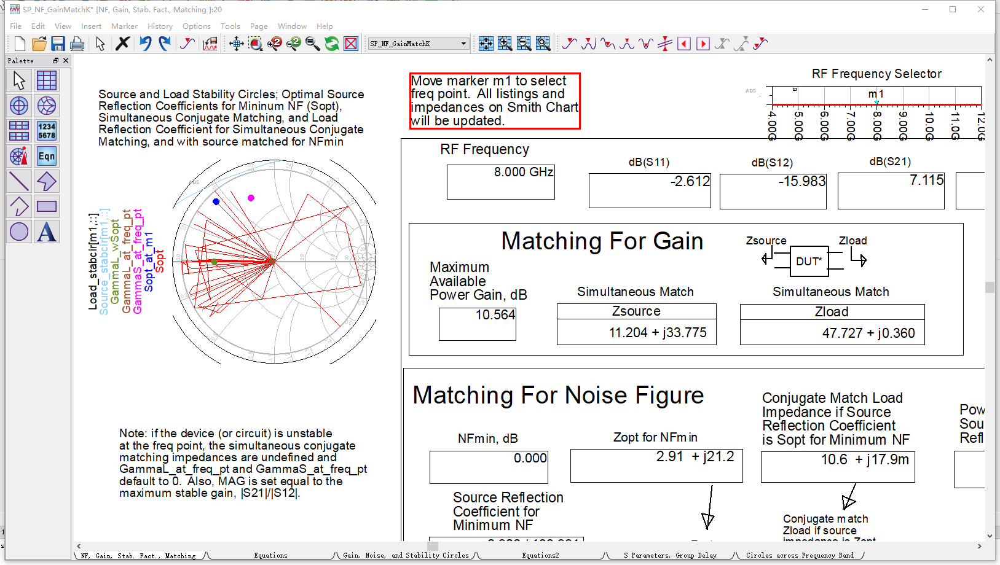 SP_NF_GainMatchK* [NF, Gain, Stab. Fact., Matching ]:20
File Edit View Insert Marker History Options Tools Page Window Help
SP_NF_GainMatchK
Palette
1234
5678
Eqn
A
Source and Load Stability Circles; Optimal Source
Reflection Coefficients for Mininum NF (Sopt),
Simultaneous Conjugate Matching, and Load
Reflection Coefficient for Simultaneous Conjugate
Matching, and with source matched for NFmin
Move marker m1 to select
freq point. All listings and
impedances on Smith Chart
will be updated.
RF Frequency Selector
ADS
m1
4.00G
5.00G
6.00G
7.00G
8.00G
9.00G
10.0G
11.0G
12.0G
RF Frequency
8.000 GHz
dB(S11)
-2.612
dB(S12)
-15.983
dB(S21)
7.115
ADS
Load_stabcir[m1,::]
Source_stabcir[m1,::]
GammaL_wSopt
GammaL_at_freq_pt
GammaS_at_freq_pt
Sopt_at_m1
Sopt
Matching For Gain
Zsource
Zload
DUT*
Maximum
Available
Power Gain, dB
10.564
Simultaneous Match
Zsource
11.204 + j33.775
Simultaneous Match
Zload
47.727 + j0.360
Matching For Noise Figure
NFmin, dB
0.000
Zopt for NFmin
2.91 + j21.2
Conjugate Match Load
Impedance if Source
Reflection Coefficient
is Sopt for Minimum NF
10.6 + j17.9m
Pow
Sou
Refl
Note: if the device (or circuit) is unstable
at the freq point, the simultaneous conjugate
matching impedances are undefined and
GammaL_at_freq_pt and GammaS_at_freq_pt
default to 0. Also, MAG is set equal to the
maximum stable gain, |S21|/|S12|.
Source Reflection
Coefficient for
Minimum NF
Conjugate match
Zload if source
impedance is Zopt
NF, Gain, Stab. Fact., Matching
Equations
Gain, Noise, and Stability Circles
Equations2
S Parameters, Group Delay
Circles across Frequency Band